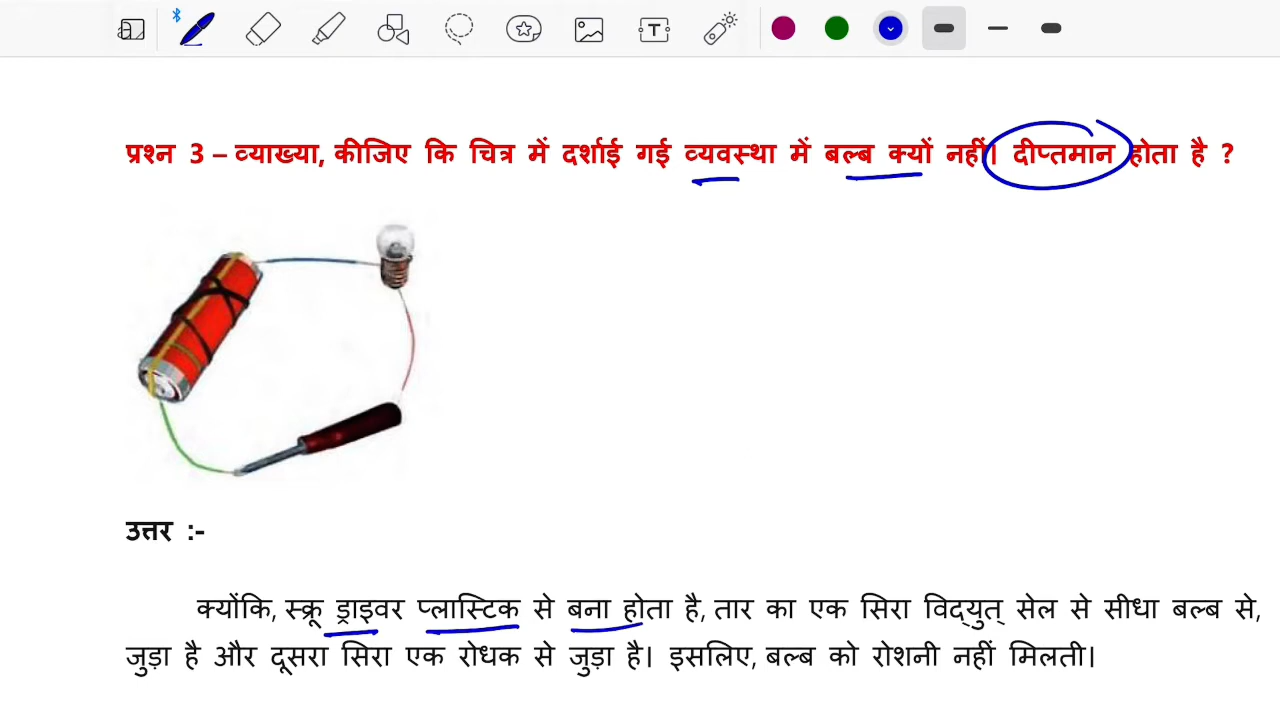 प्रश्न 3 – व्याख्या, कीजिए कि चित्र में दर्शाई गई व्यवस्था में बल्ब क्यों नहीं। दीप्तमान होता है ?
उत्तर :-
क्योंकि, स्क्रू ड्राइवर प्लास्टिक से बना होता है, तार का एक सिरा विद्युत् सेल से सीधा बल्ब से,
जुड़ा है और दूसरा सिरा एक रोधक से जुड़ा है। इसलिए, बल्ब को रोशनी नहीं मिलती।